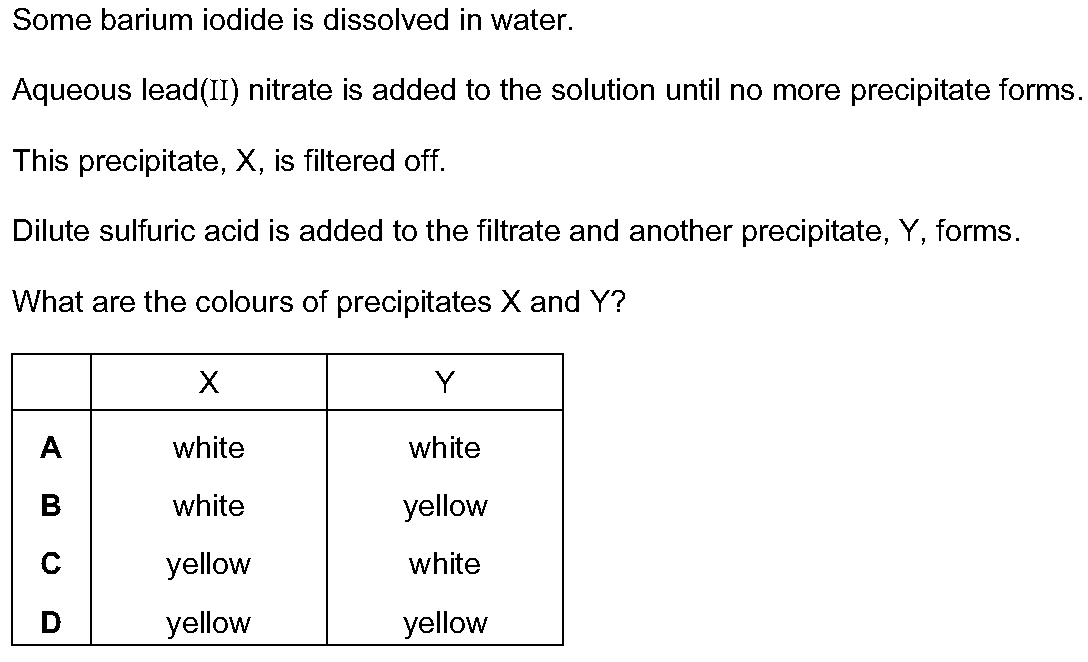 Some barium iodide is dissolved in water.
Aqueous lead(II) nitrate is added to the solution until no more precipitate forms.
This precipitate, X, is filtered off.
Dilute sulfuric acid is added to the filtrate and another precipitate, Y, forms.
What are the colours of precipitates X and Y?
X Y
A white white
B white yellow
C yellow white
D yellow yellow